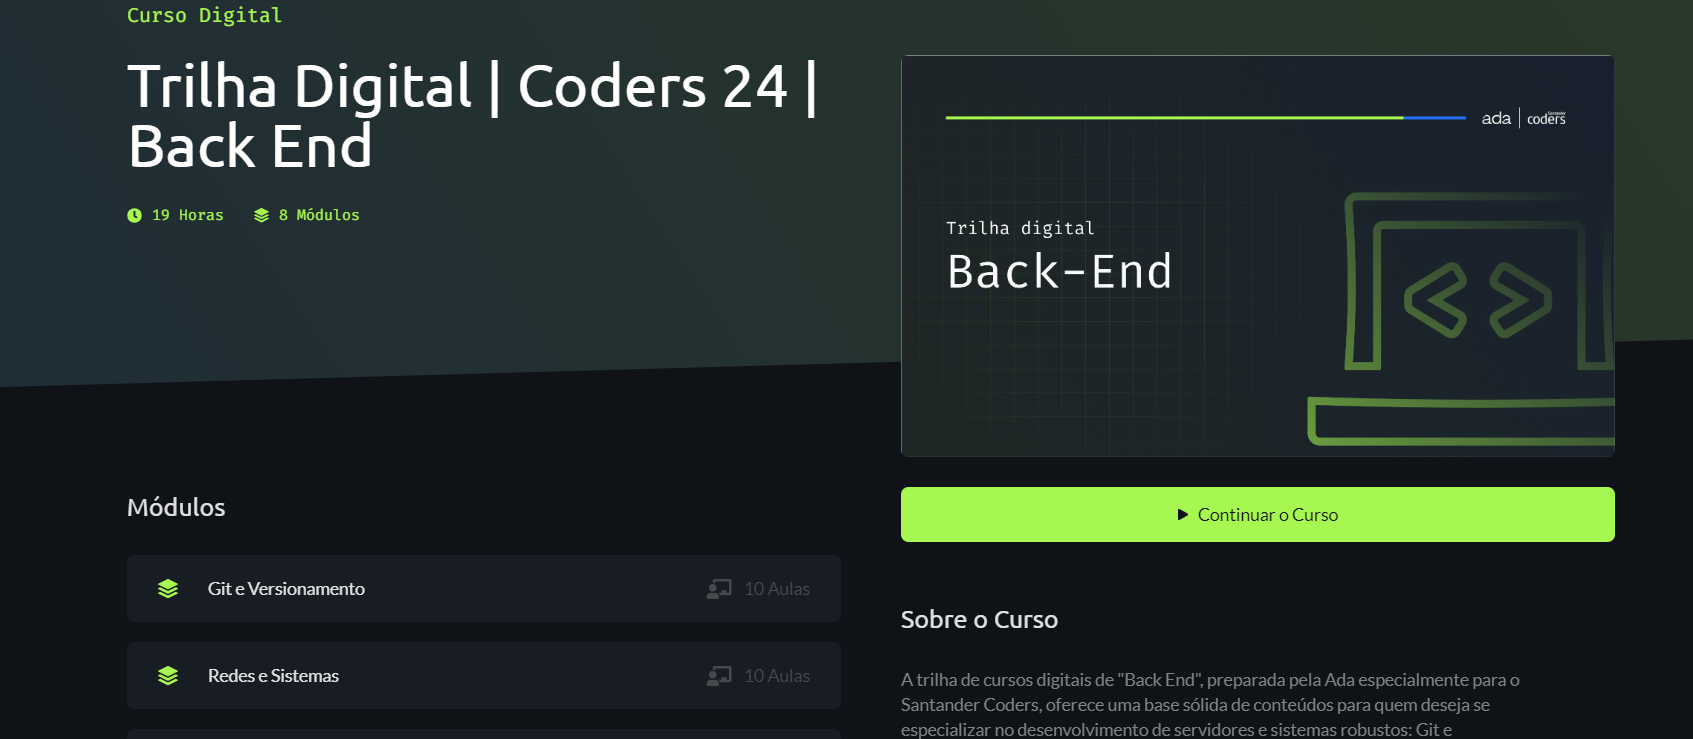 Curso Digital
Trilha Digital | Coders 24 |
Back End
19 Horas
8 Módulos
ada | Santander coders
Trilha digital
Back-End
Continuar o Curso
Módulos
Git e Versionamento
10 Aulas
Redes e Sistemas
10 Aulas
Sobre o Curso
A trilha de cursos digitais de "Back End", preparada pela Ada especialmente para o
Santander Coders, oferece uma base sólida de conteúdos para quem deseja se
especializar no desenvolvimento de servidores e sistemas robustos: Git e